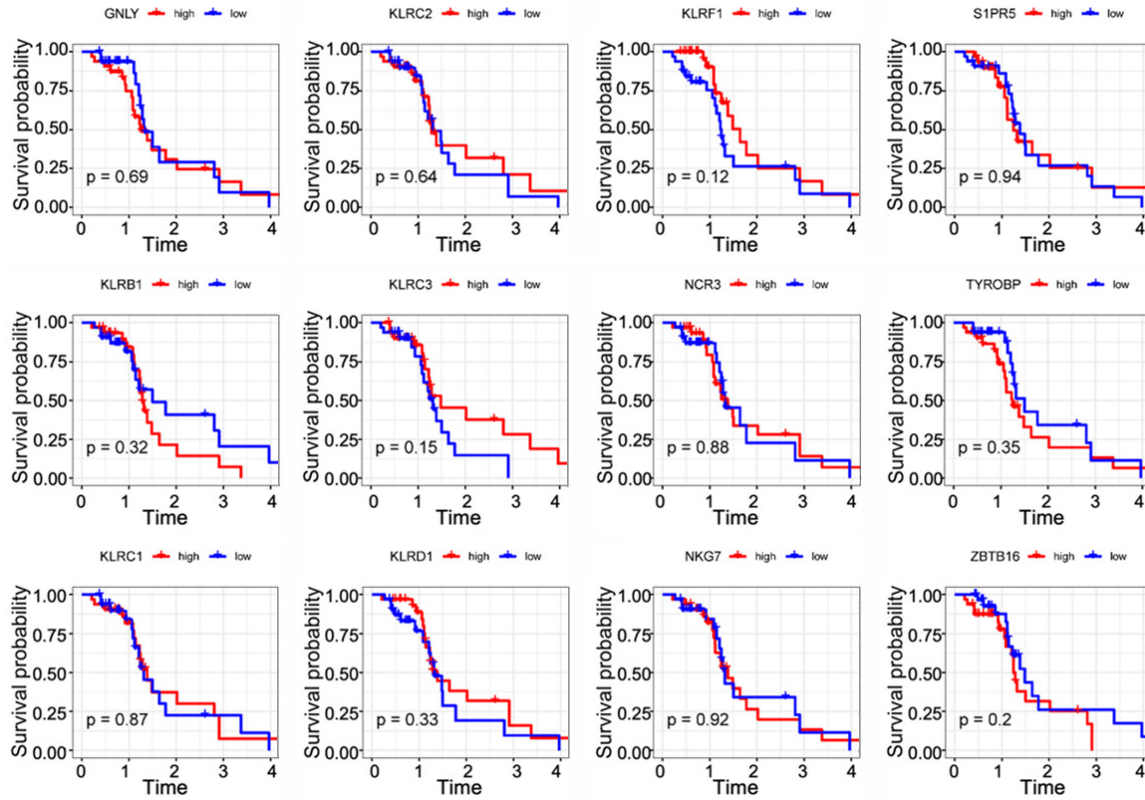 GNLY high low
KLRC2 high low
KLRF1 high low
S1PR5 high low
Survival probability
1.00
0.75
0.50
0.25
0.00
p = 0.69
0 1 2 3 4
Time
Survival probability
1.00
0.75
0.50
0.25
0.00
p = 0.64
0 1 2 3 4
Time
Survival probability
1.00
0.75
0.50
0.25
0.00
p = 0.12
0 1 2 3 4
Time
Survival probability
1.00
0.75
0.50
0.25
0.00
p = 0.94
0 1 2 3 4
Time
KLRB1 high low
KLRC3 high low
NCR3 high low
TYROBP high low
Survival probability
1.00
0.75
0.50
0.25
0.00
p = 0.32
0 1 2 3 4
Time
Survival probability
1.00
0.75
0.50
0.25
0.00
p = 0.15
0 1 2 3 4
Time
Survival probability
1.00
0.75
0.50
0.25
0.00
p = 0.88
0 1 2 3 4
Time
Survival probability
1.00
0.75
0.50
0.25
0.00
p = 0.35
0 1 2 3 4
Time
KLRC1 high low
KLRD1 high low
NKG7 high low
ZBTB16 high low
Survival probability
1.00
0.75
0.50
0.25
0.00
p = 0.87
0 1 2 3 4
Time
Survival probability
1.00
0.75
0.50
0.25
0.00
p = 0.33
0 1 2 3 4
Time
Survival probability
1.00
0.75
0.50
0.25
0.00
p = 0.92
0 1 2 3 4
Time
Survival probability
1.00
0.75
0.50
0.25
0.00
p = 0.2
0 1 2 3 4
Time